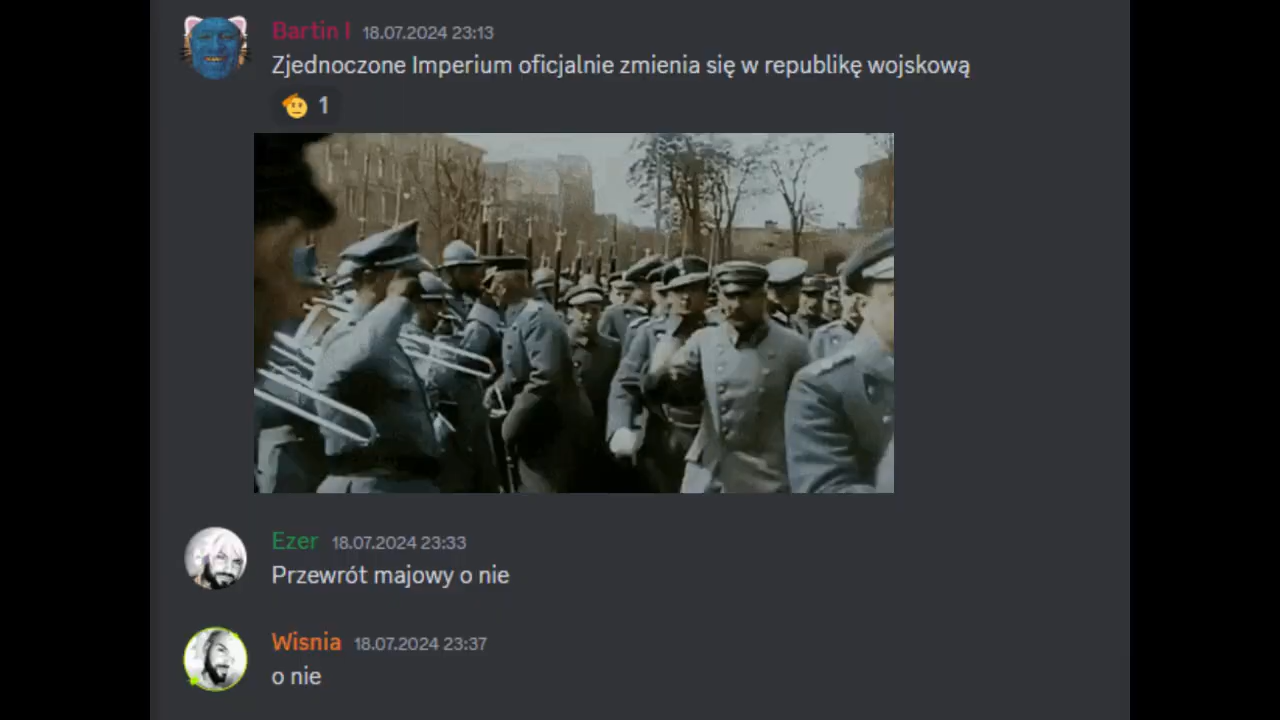 Bartin I 18.07.2024 23:13
Zjednoczone Imperium oficjalnie zmienia się w republikę wojskową
1
Ezer 18.07.2024 23:33
Przewrót majowy o nie
Wisnia 18.07.2024 23:37
o nie